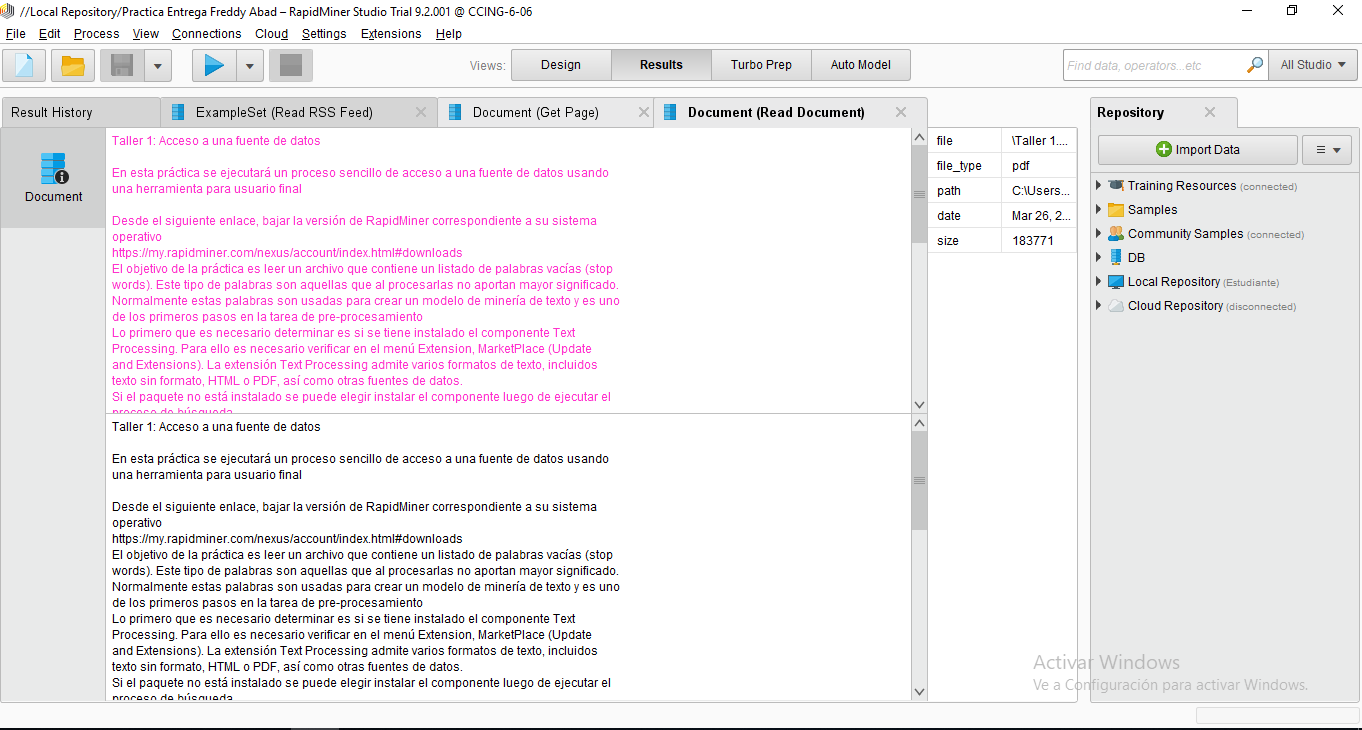 //Local Repository/Practica Entrega Freddy Abad – RapidMiner Studio Trial 9.2.001 @ CCING-6-06
File Edit Process View Connections Cloud Settings Extensions Help
Views: Design Results Turbo Prep Auto Model Find data, operators...etc All Studio
Result History ExampleSet (Read RSS Feed) Document (Get Page) Document (Read Document) Repository
Document
Taller 1: Acceso a una fuente de datos
En esta práctica se ejecutará un proceso sencillo de acceso a una fuente de datos usando
una herramienta para usuario final
Desde el siguiente enlace, bajar la versión de RapidMiner correspondiente a su sistema
operativo
https://my.rapidminer.com/nexus/account/index.html#downloads
El objetivo de la práctica es leer un archivo que contiene un listado de palabras vacías (stop
words). Este tipo de palabras son aquellas que al procesarlas no aportan mayor significado.
Normalmente estas palabras son usadas para crear un modelo de minería de texto y es uno
de los primeros pasos en la tarea de pre-procesamiento
Lo primero que es necesario determinar es si se tiene instalado el componente Text
Processing. Para ello es necesario verificar en el menú Extension, MarketPlace (Update
and Extensions). La extensión Text Processing admite varios formatos de texto, incluidos
texto sin formato, HTML o PDF, así como otras fuentes de datos.
Si el paquete no está instalado se puede elegir instalar el componente luego de ejecutar el
proceso de búsqueda
Taller 1: Acceso a una fuente de datos
En esta práctica se ejecutará un proceso sencillo de acceso a una fuente de datos usando
una herramienta para usuario final
Desde el siguiente enlace, bajar la versión de RapidMiner correspondiente a su sistema
operativo
https://my.rapidminer.com/nexus/account/index.html#downloads
El objetivo de la práctica es leer un archivo que contiene un listado de palabras vacías (stop
words). Este tipo de palabras son aquellas que al procesarlas no aportan mayor significado.
Normalmente estas palabras son usadas para crear un modelo de minería de texto y es uno
de los primeros pasos en la tarea de pre-procesamiento
Lo primero que es necesario determinar es si se tiene instalado el componente Text
Processing. Para ello es necesario verificar en el menú Extension, MarketPlace (Update
and Extensions). La extensión Text Processing admite varios formatos de texto, incluidos
texto sin formato, HTML o PDF, así como otras fuentes de datos.
Si el paquete no está instalado se puede elegir instalar el componente luego de ejecutar el
proceso de búsqueda
file \Taller 1....
file_type pdf
path C:\Users...
date Mar 26, 2...
size 183771
Import Data
Training Resources (connected)
Samples
Community Samples (connected)
DB
Local Repository (Estudiante)
Cloud Repository (disconnected)
Activar Windows
Ve a Configuración para activar Windows.